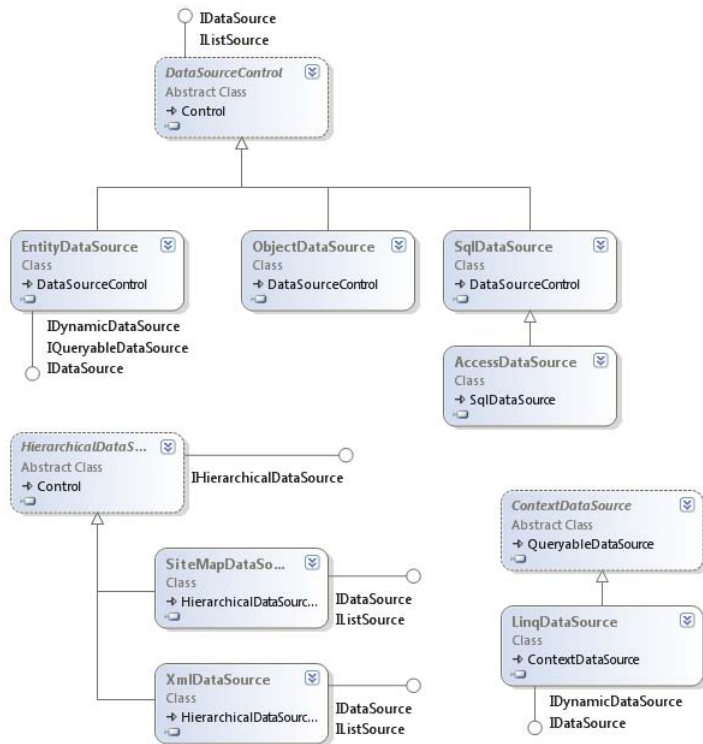 IDataSource
IListSource
DataSourceControl
Abstract Class
Control
EntityDataSource
Class
DataSourceControl
IDynamicDataSource
IQueryableDataSource
IDataSource
ObjectDataSource
Class
DataSourceControl
SqlDataSource
Class
DataSourceControl
AccessDataSource
Class
SqlDataSource
HierarchicalDataS...
Abstract Class
Control
IHierarchicalDataSource
SiteMapDataSo...
Class
HierarchicalDataSourc...
IDataSource
IListSource
XmlDataSource
Class
HierarchicalDataSourc...
IDataSource
IListSource
ContextDataSource
Abstract Class
QueryableDataSource
LinqDataSource
Class
ContextDataSource
IDynamicDataSource
IDataSource